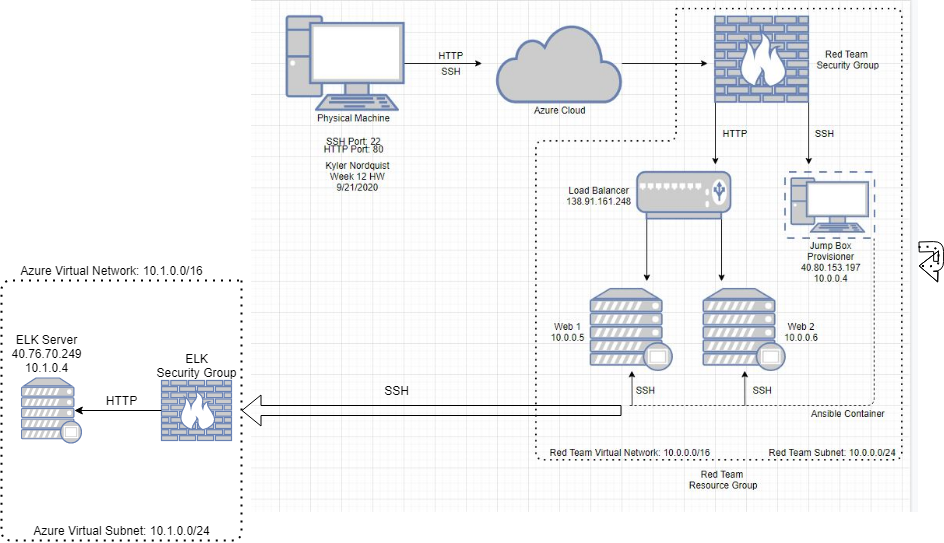 HTTP
SSH
Physical Machine
Azure Cloud
Red Team
Security Group
SSH Port: 22
HTTP Port: 80
Kyler Nordquist
Week 12 HW
9/21/2020
HTTP
SSH
Load Balancer
138.91.161.248
Jump Box
Provisioner
40.80.153.197
10.0.0.4
Azure Virtual Network: 10.1.0.0/16
Web 1
10.0.0.5
Web 2
10.0.0.6
ELK Server
40.76.70.249
10.1.0.4
ELK
Security Group
HTTP
SSH
SSH
SSH
Ansible Container
Red Team Virtual Network: 10.0.0.0/16
Red Team Subnet: 10.0.0.0/24
Red Team
Resource Group
Azure Virtual Subnet: 10.1.0.0/24